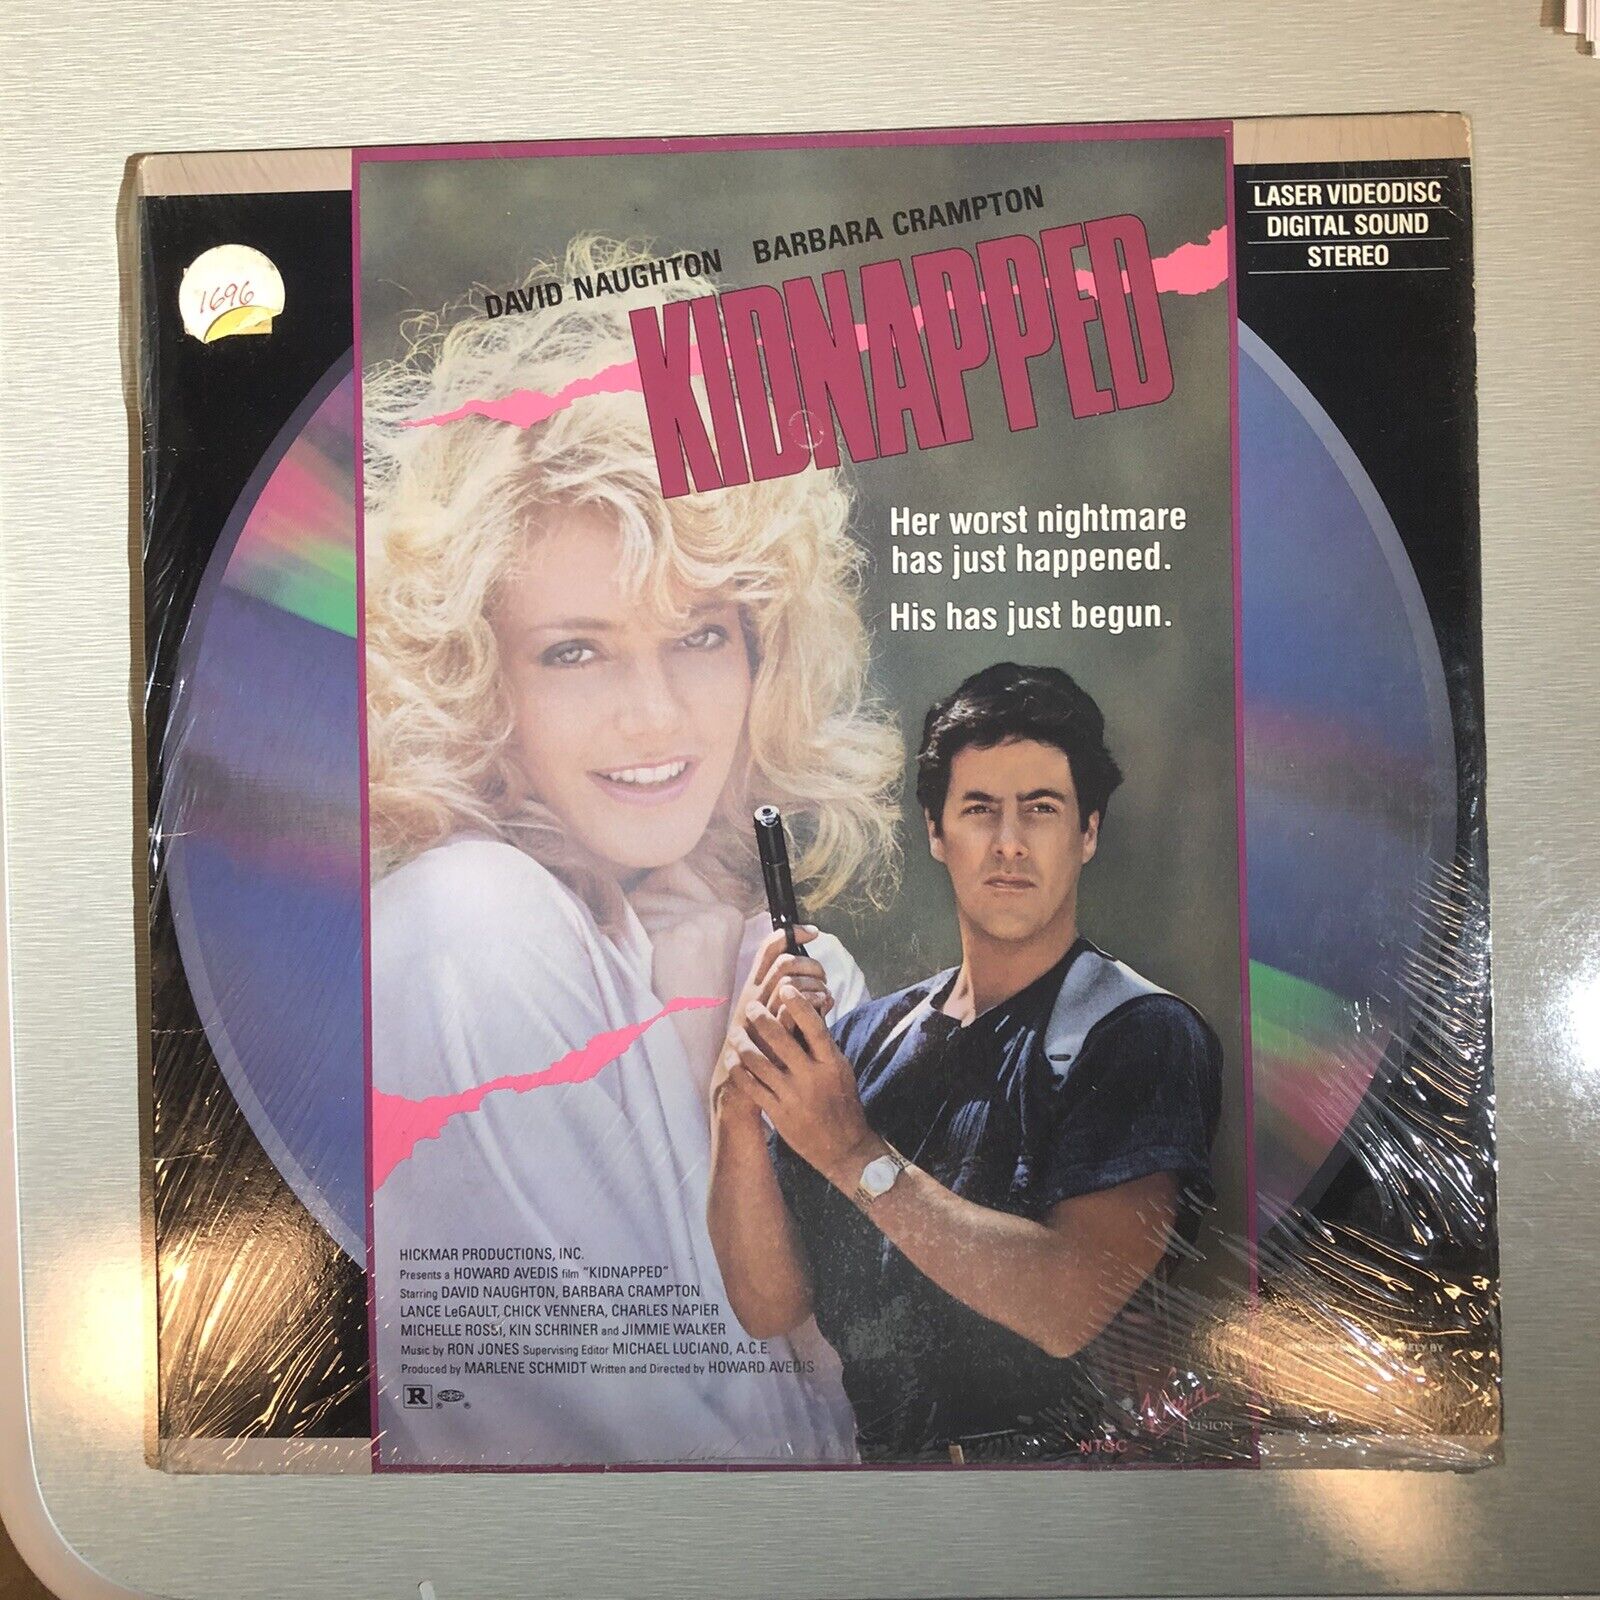 LASER VIDEODISC
DIGITAL SOUND
STEREO
1696
DAVID NAUGHTON BARBARA CRAMPTON
KIDNAPPED
Her worst nightmare
has just happened.
His has just begun.
HICKMAR PRODUCTIONS, INC.
Presents a HOWARD AVEDIS film "KIDNAPPED"
Starring DAVID NAUGHTON, BARBARA CRAMPTON
LANCE LeGAULT, CHICK VENNERA, CHARLES NAPIER
MICHELLE ROSSI, KIN SCHRINER and JIMMIE WALKER
Music by RON JONES Supervising Editor MICHAEL LUCIANO, A.C.E.
Produced by MARLENE SCHMIDT Written and Directed by HOWARD AVEDIS
R
Virgin
VISION
NTSC